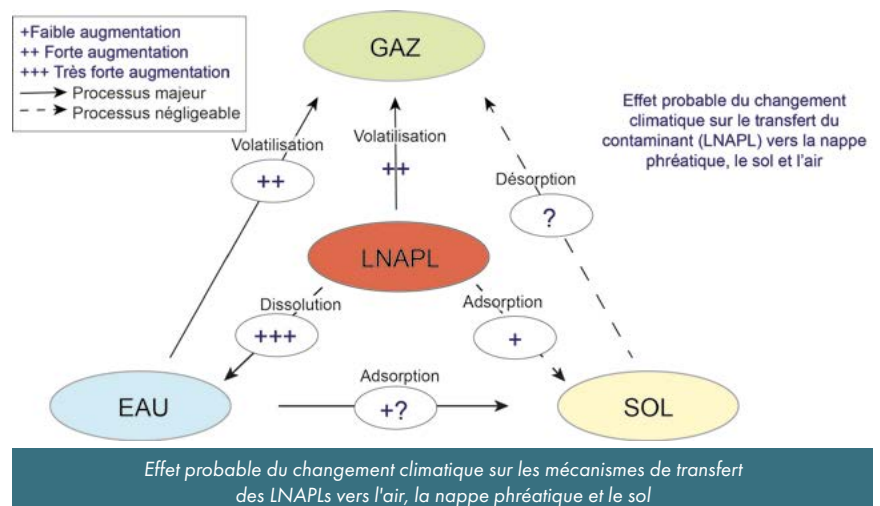 +Faible augmentation
++ Forte augmentation
+++ Très forte augmentation
Processus majeur
Processus négligeable
GAZ
Effet probable du changement
climatique sur le transfert du
contaminant (LNAPL) vers la nappe
phréatique, le sol et l'air
Volatilisation
++
Volatilisation
++
Désorption
?
LNAPL
Dissolution
+++
Adsorption
+
Adsorption
+?
EAU
SOL
Effet probable du changement climatique sur les mécanismes de transfert
des LNAPLs vers l'air, la nappe phréatique et le sol